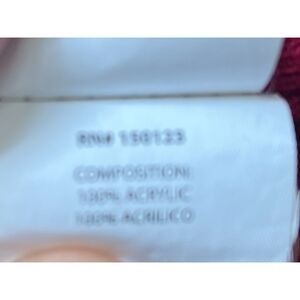 RN# 150123
COMPOSITION:
100% ACRYLIC
100% ACRILICO